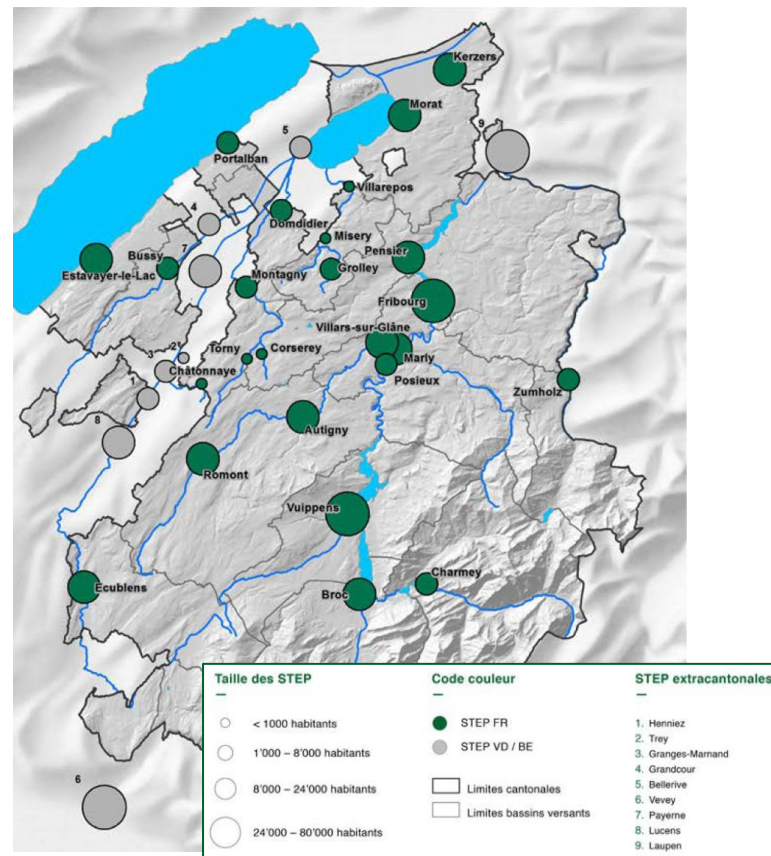 Kerzers
Morat
9
5
Portalban
Villarepos
4
Domdidier
Misery
7
Bussy
Pensier
Estavayer-le-Lac
Grolley
Montagny
Fribourg
Villars-sur-Glâne
2
Torny
Corserey
3
Marly
Châtonnaye
Posieux
1
Zumholz
8
Autigny
Romont
Vuippens
Ecublens
Charmey
Broc
6
Taille des STEP
< 1000 habitants
1'000 – 8'000 habitants
8'000 – 24'000 habitants
24'000 – 80'000 habitants
Code couleur
STEP FR
STEP VD / BE
Limites cantonales
Limites bassins versants
STEP extracantonales
1. Henniez
2. Trey
3. Granges-Marnand
4. Grandcour
5. Bellerive
6. Vevey
7. Payerne
8. Lucens
9. Laupen